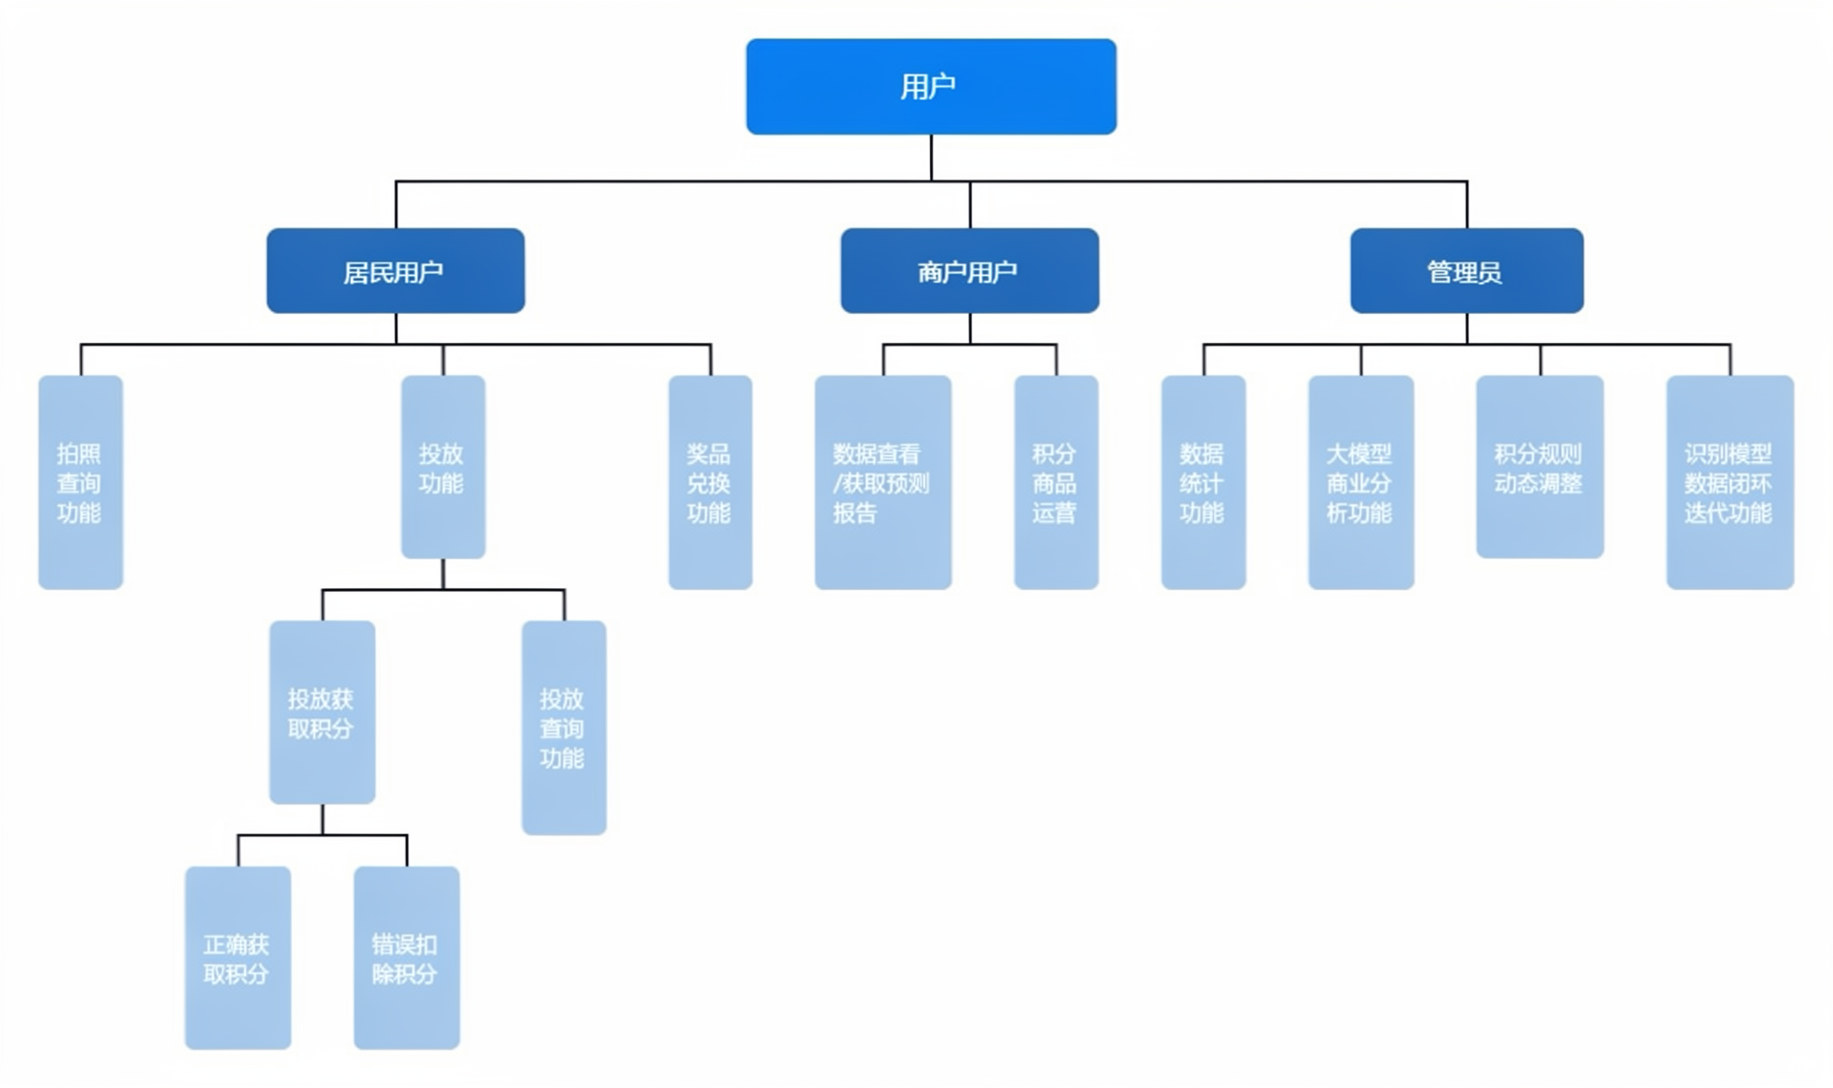 用户
居民用户
商户用户
管理员
拍照
查询
功能
投放
功能
奖品
兑换
功能
数据查看
/获取预测
报告
积分
商品
运营
数据
统计
功能
大模型
商业分
析功能
积分规则
动态调整
识别模型
数据闭环
迭代功能
投放获
取积分
投放
查询
功能
正确获
取积分
错误扣
除积分